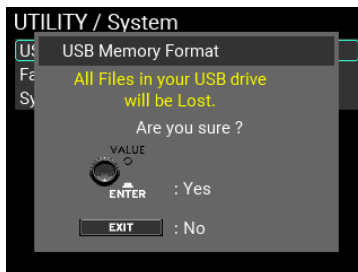 UTILITY / System
US
USB Memory Format
Fa
All Files in your USB drive
will be Lost.
Sy
Are you sure ?
VALUE
ENTER : Yes
EXIT : No